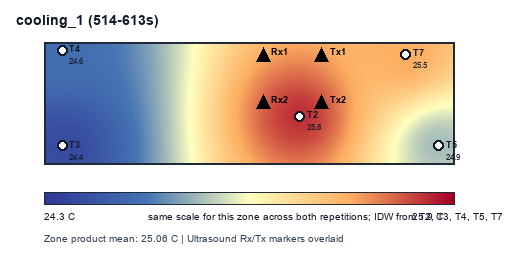 cooling_1 (514-613s)
T4
24.6
Rx1
Tx1
T7
25.5
Rx2
Tx2
T2
25.8
T3
24.4
T5
24.9
24.3 C
same scale for this zone across both repetitions; IDW from T2, T3, T4, T5, T7
Zone product mean: 25.06 C | Ultrasound Rx/Tx markers overlaid